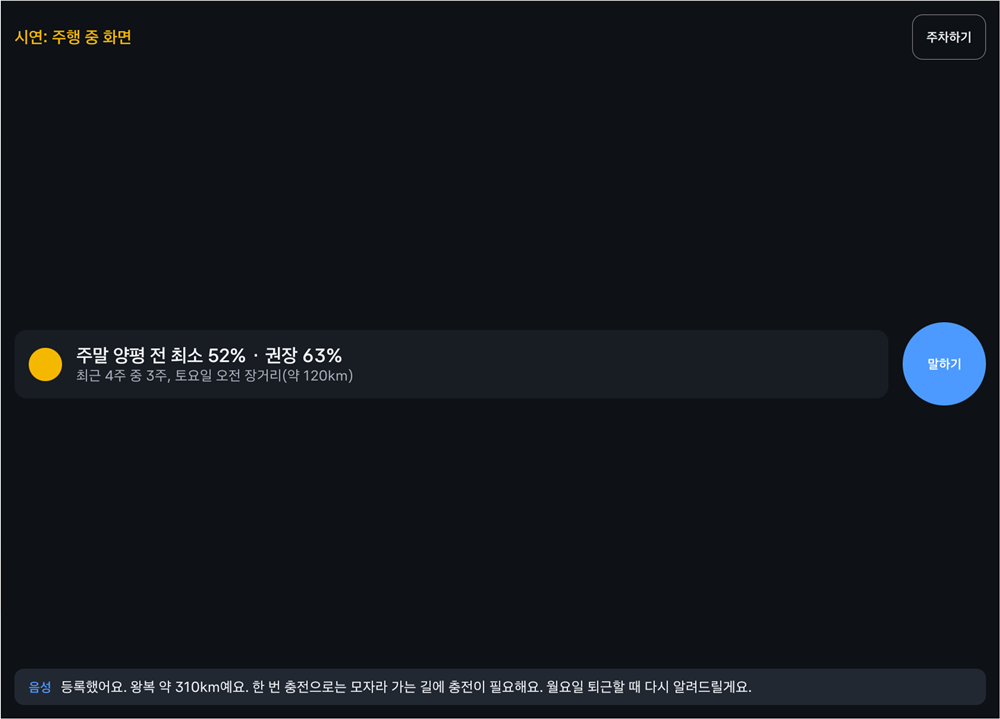 시연: 주행 중 화면
주차하기
주말 양평 전 최소 52% · 권장 63%
최근 4주 중 3주, 토요일 오전 장거리(약 120km)
말하기
음성 등록했어요. 왕복 약 310km예요. 한 번 충전으로는 모자라 가는 길에 충전이 필요해요. 월요일 퇴근할 때 다시 알려드릴게요.